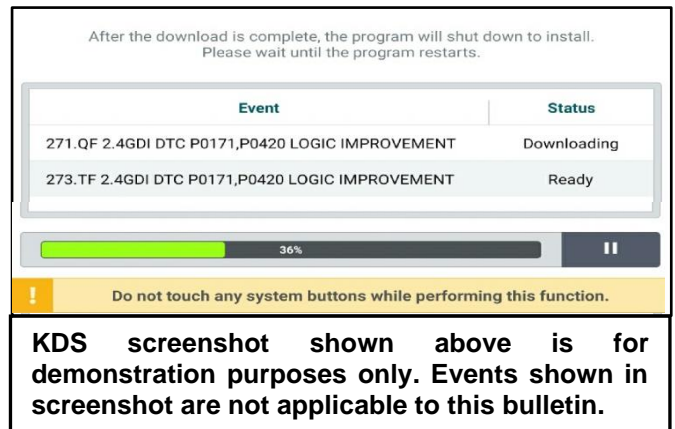 After the download is complete, the program will shut down to install.
Please wait until the program restarts.
Event Status
271.QF 2.4GDI DTC P0171,P0420 LOGIC IMPROVEMENT Downloading
273.TF 2.4GDI DTC P0171,P0420 LOGIC IMPROVEMENT Ready
36%
! Do not touch any system buttons while performing this function.
KDS screenshot shown above is for
demonstration purposes only. Events shown in
screenshot are not applicable to this bulletin.